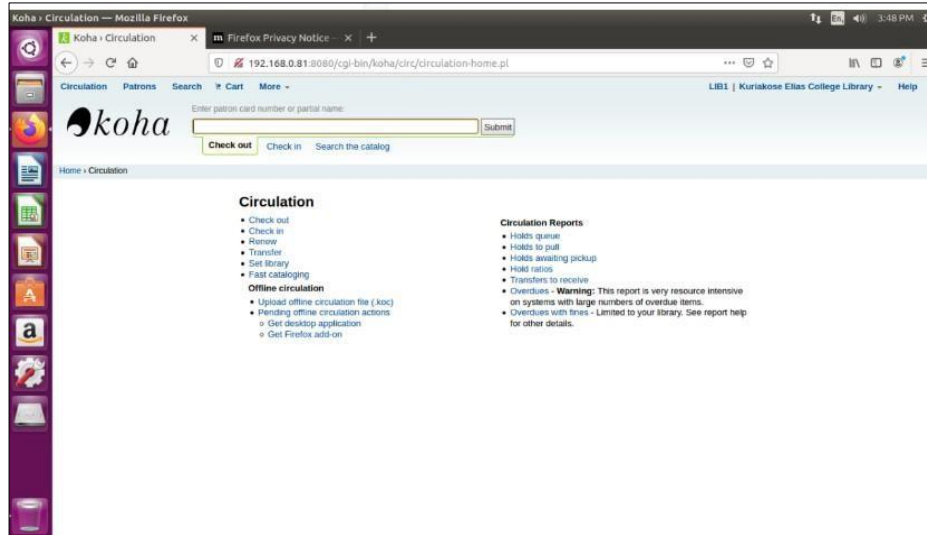 Koha › Circulation — Mozilla Firefox
En
3:48 PM
Koha › Circulation
m Firefox Privacy Notice —
192.168.0.81:8080/cgi-bin/koha/circ/circulation-home.pl
Circulation Patrons Search Cart More
LIB1 | Kuriakose Elias College Library Help
koha
Enter patron card number or partial name:
Submit
Check out Check in Search the catalog
Home › Circulation
Circulation
• Check out
• Check in
• Renew
• Transfer
• Set library
• Fast cataloging
Offline circulation
• Upload offline circulation file (.koc)
• Pending offline circulation actions
Get desktop application
Get Firefox add-on
Circulation Reports
• Holds queue
• Holds to pull
• Holds awaiting pickup
• Hold ratios
• Transfers to receive
• Overdues - Warning: This report is very resource intensive
on systems with large numbers of overdue items.
• Overdues with fines - Limited to your library. See report help
for other details.
A
a